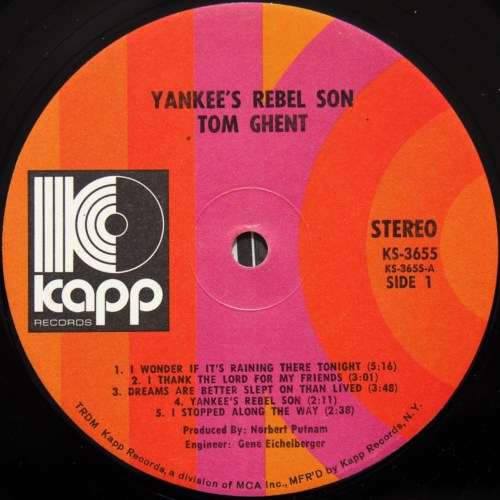 YANKEE'S REBEL SON
TOM GHENT
STEREO
KS-3655
KS-3655-A
SIDE 1
Kapp
RECORDS
1. I WONDER IF IT'S RAINING THERE TONIGHT (5:16)
2. I THANK THE LORD FOR MY FRIENDS (3:01)
3. DREAMS ARE BETTER SLEPT ON THAN LIVED (3:48)
4. YANKEE'S REBEL SON (2:11)
5. I STOPPED ALONG THE WAY (2:38)
Produced By: Norbert Putnam
Engineer: Gene Eichelberger
TRDM Kapp Records, a division of MCA Inc., MFR'D by Kapp Records, N.Y.